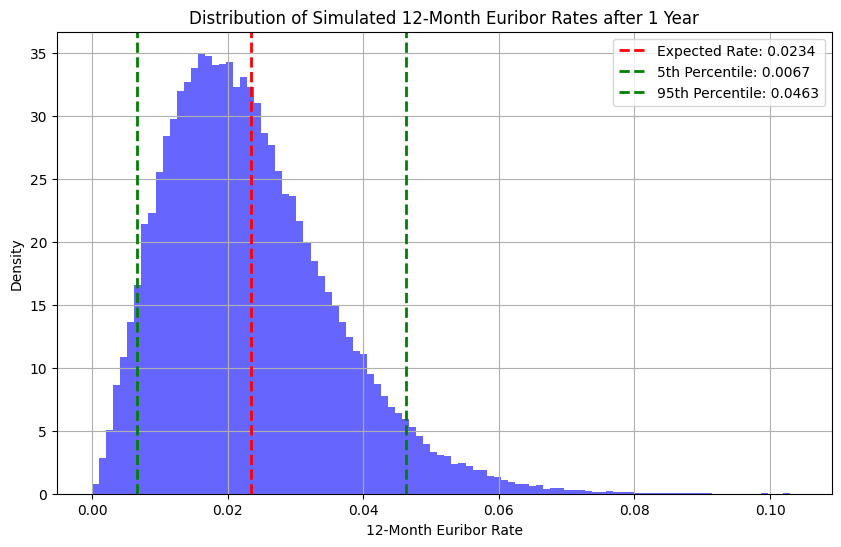 Distribution of Simulated 12-Month Euribor Rates after 1 Year
Expected Rate: 0.0234
5th Percentile: 0.0067
95th Percentile: 0.0463
Density
35
30
25
20
15
10
5
0
0.00 0.02 0.04 0.06 0.08 0.10
12-Month Euribor Rate